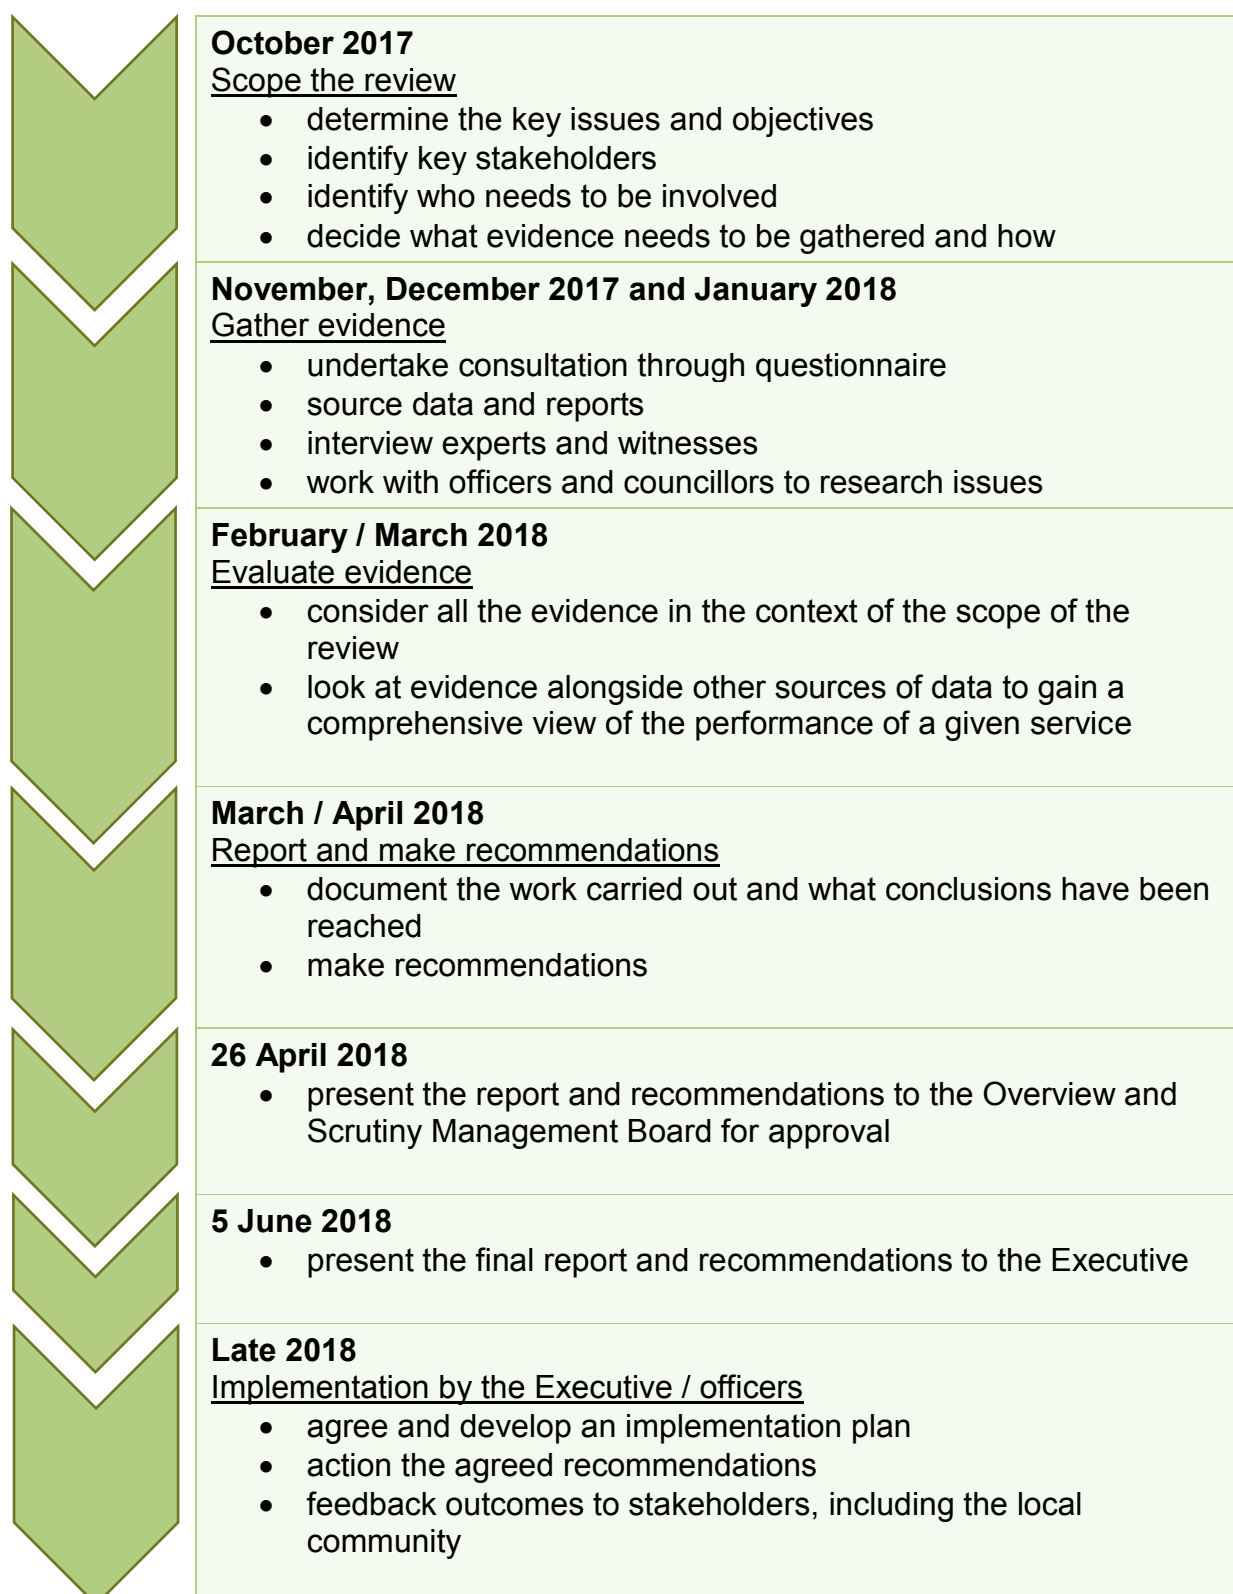 October 2017
Scope the review
• determine the key issues and objectives
• identify key stakeholders
• identify who needs to be involved
• decide what evidence needs to be gathered and how
November, December 2017 and January 2018
Gather evidence
• undertake consultation through questionnaire
• source data and reports
• interview experts and witnesses
• work with officers and councillors to research issues
February / March 2018
Evaluate evidence
• consider all the evidence in the context of the scope of the
review
• look at evidence alongside other sources of data to gain a
comprehensive view of the performance of a given service
March / April 2018
Report and make recommendations
• document the work carried out and what conclusions have been
reached
• make recommendations
26 April 2018
• present the report and recommendations to the Overview and
Scrutiny Management Board for approval
5 June 2018
• present the final report and recommendations to the Executive
Late 2018
Implementation by the Executive / officers
• agree and develop an implementation plan
• action the agreed recommendations
• feedback outcomes to stakeholders, including the local
community